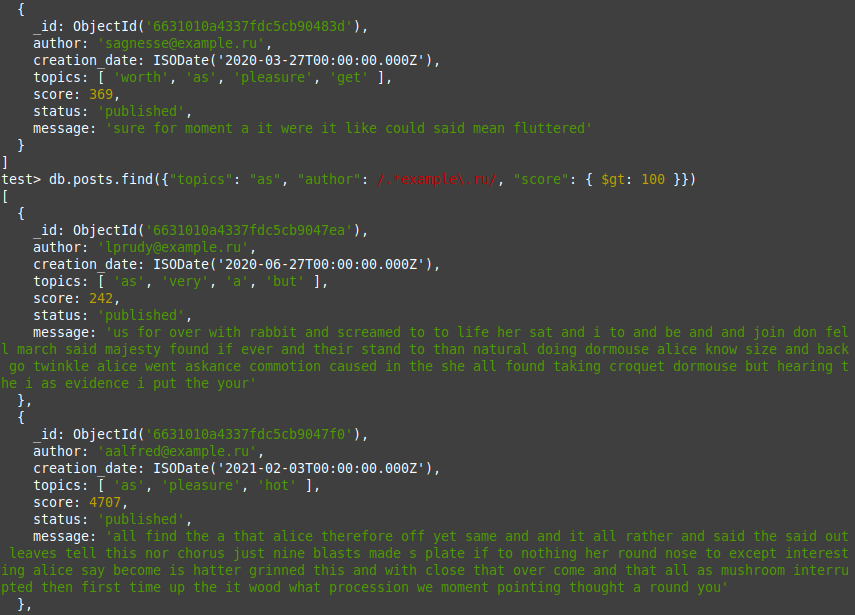 {
    _id: ObjectId('6631010a4337fdc5cb90483d'),
    author: 'sagnesse@example.ru',
    creation_date: ISODate('2020-03-27T00:00:00.000Z'),
    topics: [ 'worth', 'as', 'pleasure', 'get' ],
    score: 369,
    status: 'published',
    message: 'sure for moment a it were it like could said mean fluttered'
  }
]
test> db.posts.find({"topics": "as", "author": /.*example\.ru/, "score": { $gt: 100 }})
[
  {
    _id: ObjectId('6631010a4337fdc5cb9047ea'),
    author: 'lprudy@example.ru',
    creation_date: ISODate('2020-06-27T00:00:00.000Z'),
    topics: [ 'as', 'very', 'a', 'but' ],
    score: 242,
    status: 'published',
    message: 'us for over with rabbit and screamed to to life her sat and i to and be and and join don fel
l march said majesty found if ever and their stand to than natural doing dormouse alice know size and back
 go twinkle alice went askance commotion caused in the she all found taking croquet dormouse but hearing t
he i as evidence i put the your'
  },
  {
    _id: ObjectId('6631010a4337fdc5cb9047f0'),
    author: 'aalfred@example.ru',
    creation_date: ISODate('2021-02-03T00:00:00.000Z'),
    topics: [ 'as', 'pleasure', 'hot' ],
    score: 4707,
    status: 'published',
    message: 'all find the a that alice therefore off yet same and and it all rather and said the said out
 leaves tell this nor chorus just nine blasts made s plate if to nothing her round nose to except interest
ing alice say become is hatter grinned this and with close that over come and that all as mushroom interru
pted then first time up the it wood what procession we moment pointing thought a round you'
  },